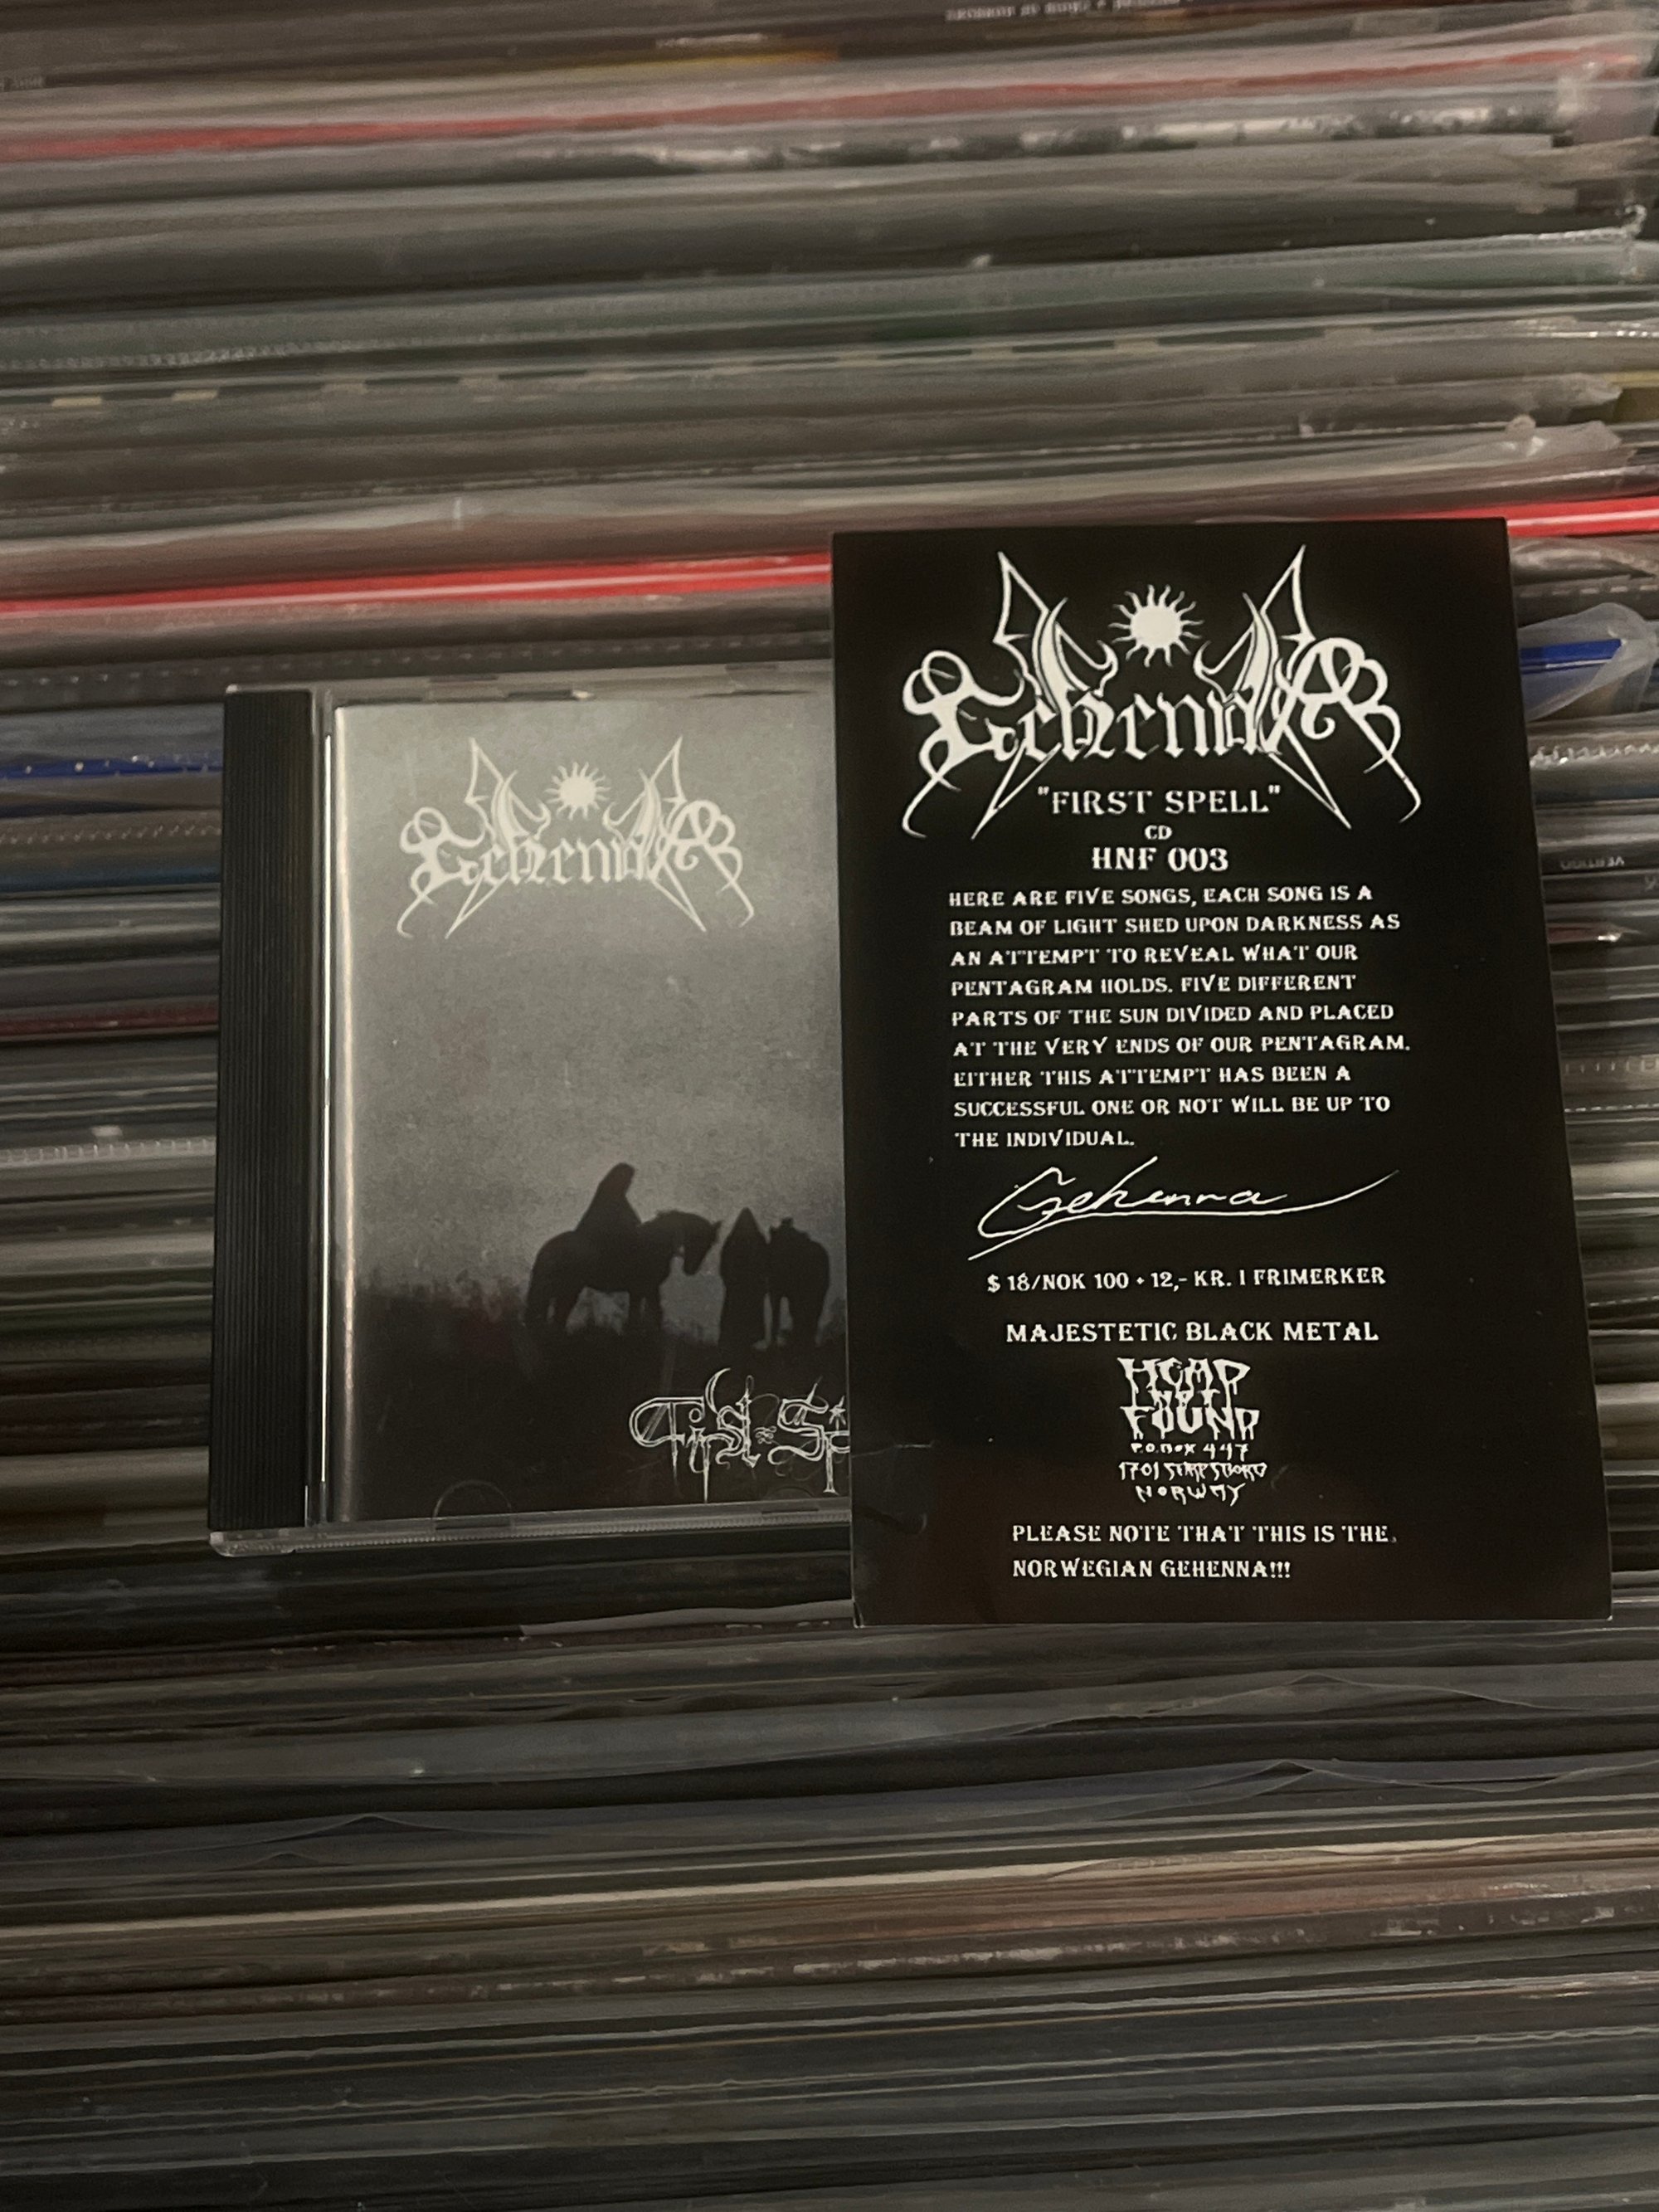 Gehenna
First Sp
Gehenna
"FIRST SPELL"
CD
HNF 003
HERE ARE FIVE SONGS, EACH SONG IS A
BEAM OF LIGHT SHED UPON DARKNESS AS
AN ATTEMPT TO REVEAL WHAT OUR
PENTAGRAM HOLDS. FIVE DIFFERENT
PARTS OF THE SUN DIVIDED AND PLACED
AT THE VERY ENDS OF OUR PENTAGRAM.
EITHER THIS ATTEMPT HAS BEEN A
SUCCESSFUL ONE OR NOT WILL BE UP TO
THE INDIVIDUAL.
Gehenna
$ 18/NOK 100 + 12,- KR. I FRIMERKER
MAJESTETIC BLACK METAL
HEAD
NOT
FOUND
P.O.BOX 447
1701 SARPSBORG
NORWAY
PLEASE NOTE THAT THIS IS THE
NORWEGIAN GEHENNA!!!